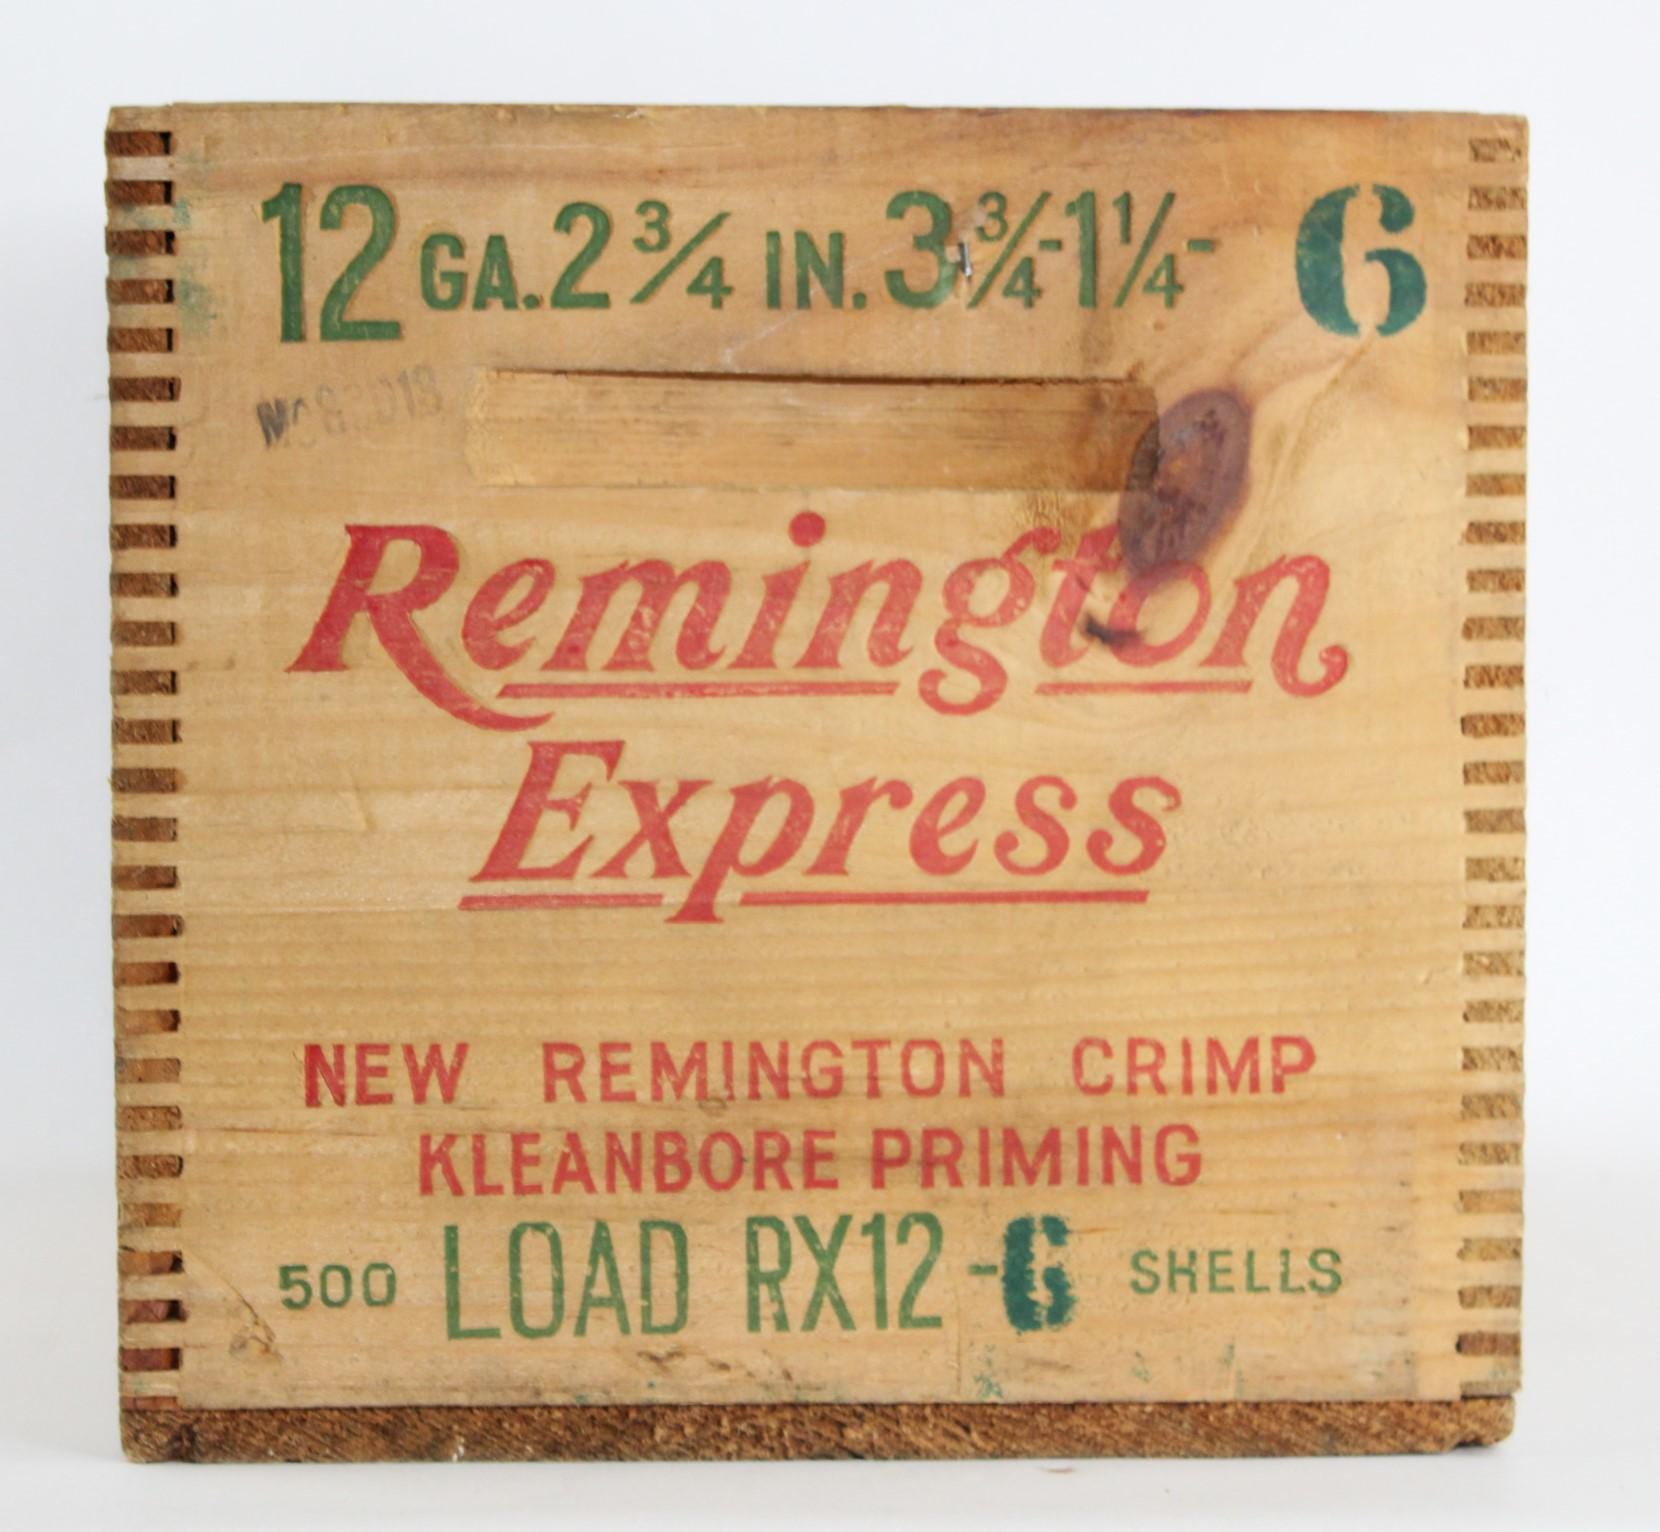 12 GA. 2 3/4 IN. 3 3/4-1 1/4- 6
Remington
Express
NEW REMINGTON CRIMP
KLEANBORE PRIMING
500 LOAD RX12-6 SHELLS